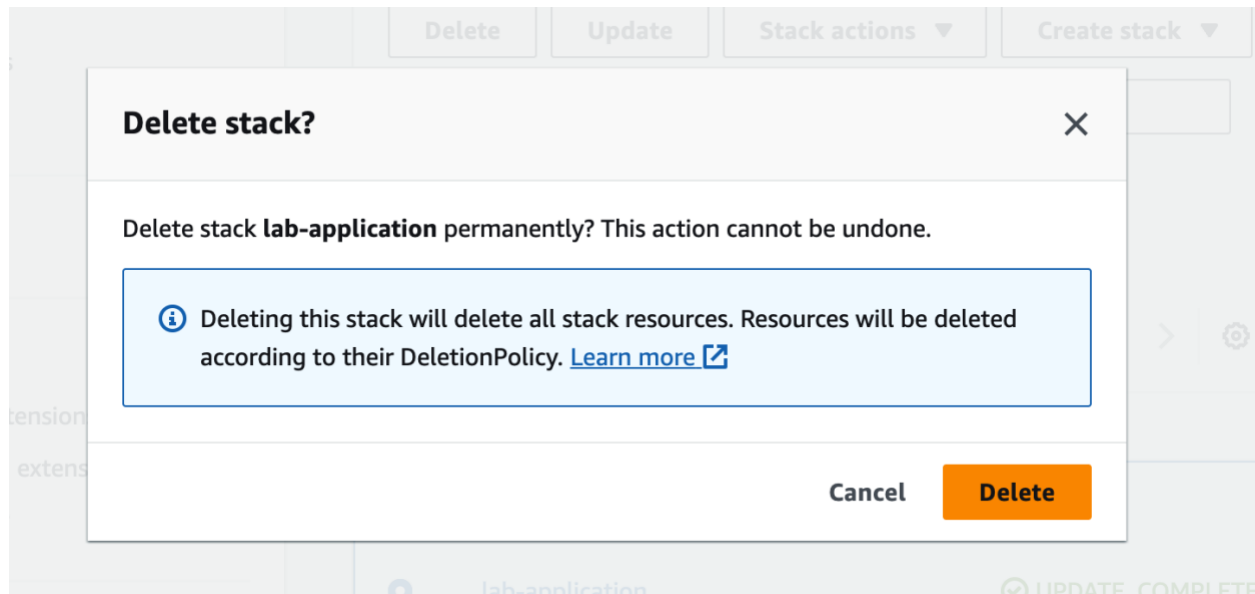 Delete Update Stack actions Create stack
s
Delete stack?
Delete stack lab-application permanently? This action cannot be undone.
Deleting this stack will delete all stack resources. Resources will be deleted
according to their DeletionPolicy. Learn more
tension
extens
Cancel Delete
lab-application UPDATE_COMPLETE